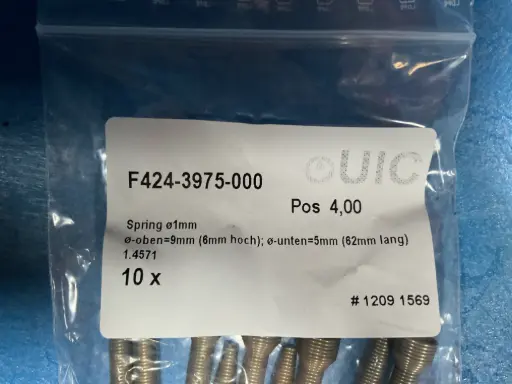 UIC
F424-3975-000
Pos 4,00
Spring ø1mm
ø-oben=9mm (6mm hoch); ø-unten=5mm (62mm lang)
1.4571
10 x
# 1209 1569